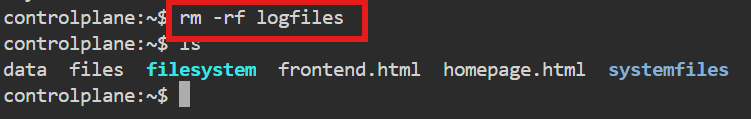 controlplane:~$ rm -rf logfiles
controlplane:~$ ls
data  files  filesystem  frontend.html  homepage.html  systemfiles
controlplane:~$